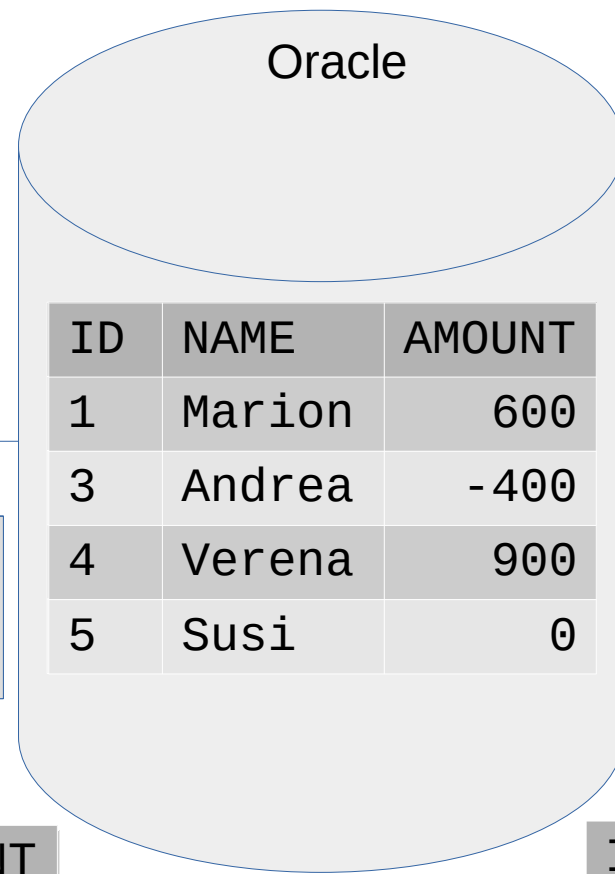 Oracle
ID NAME AMOUNT
1 Marion 600
3 Andrea -400
4 Verena 900
5 Susi 0